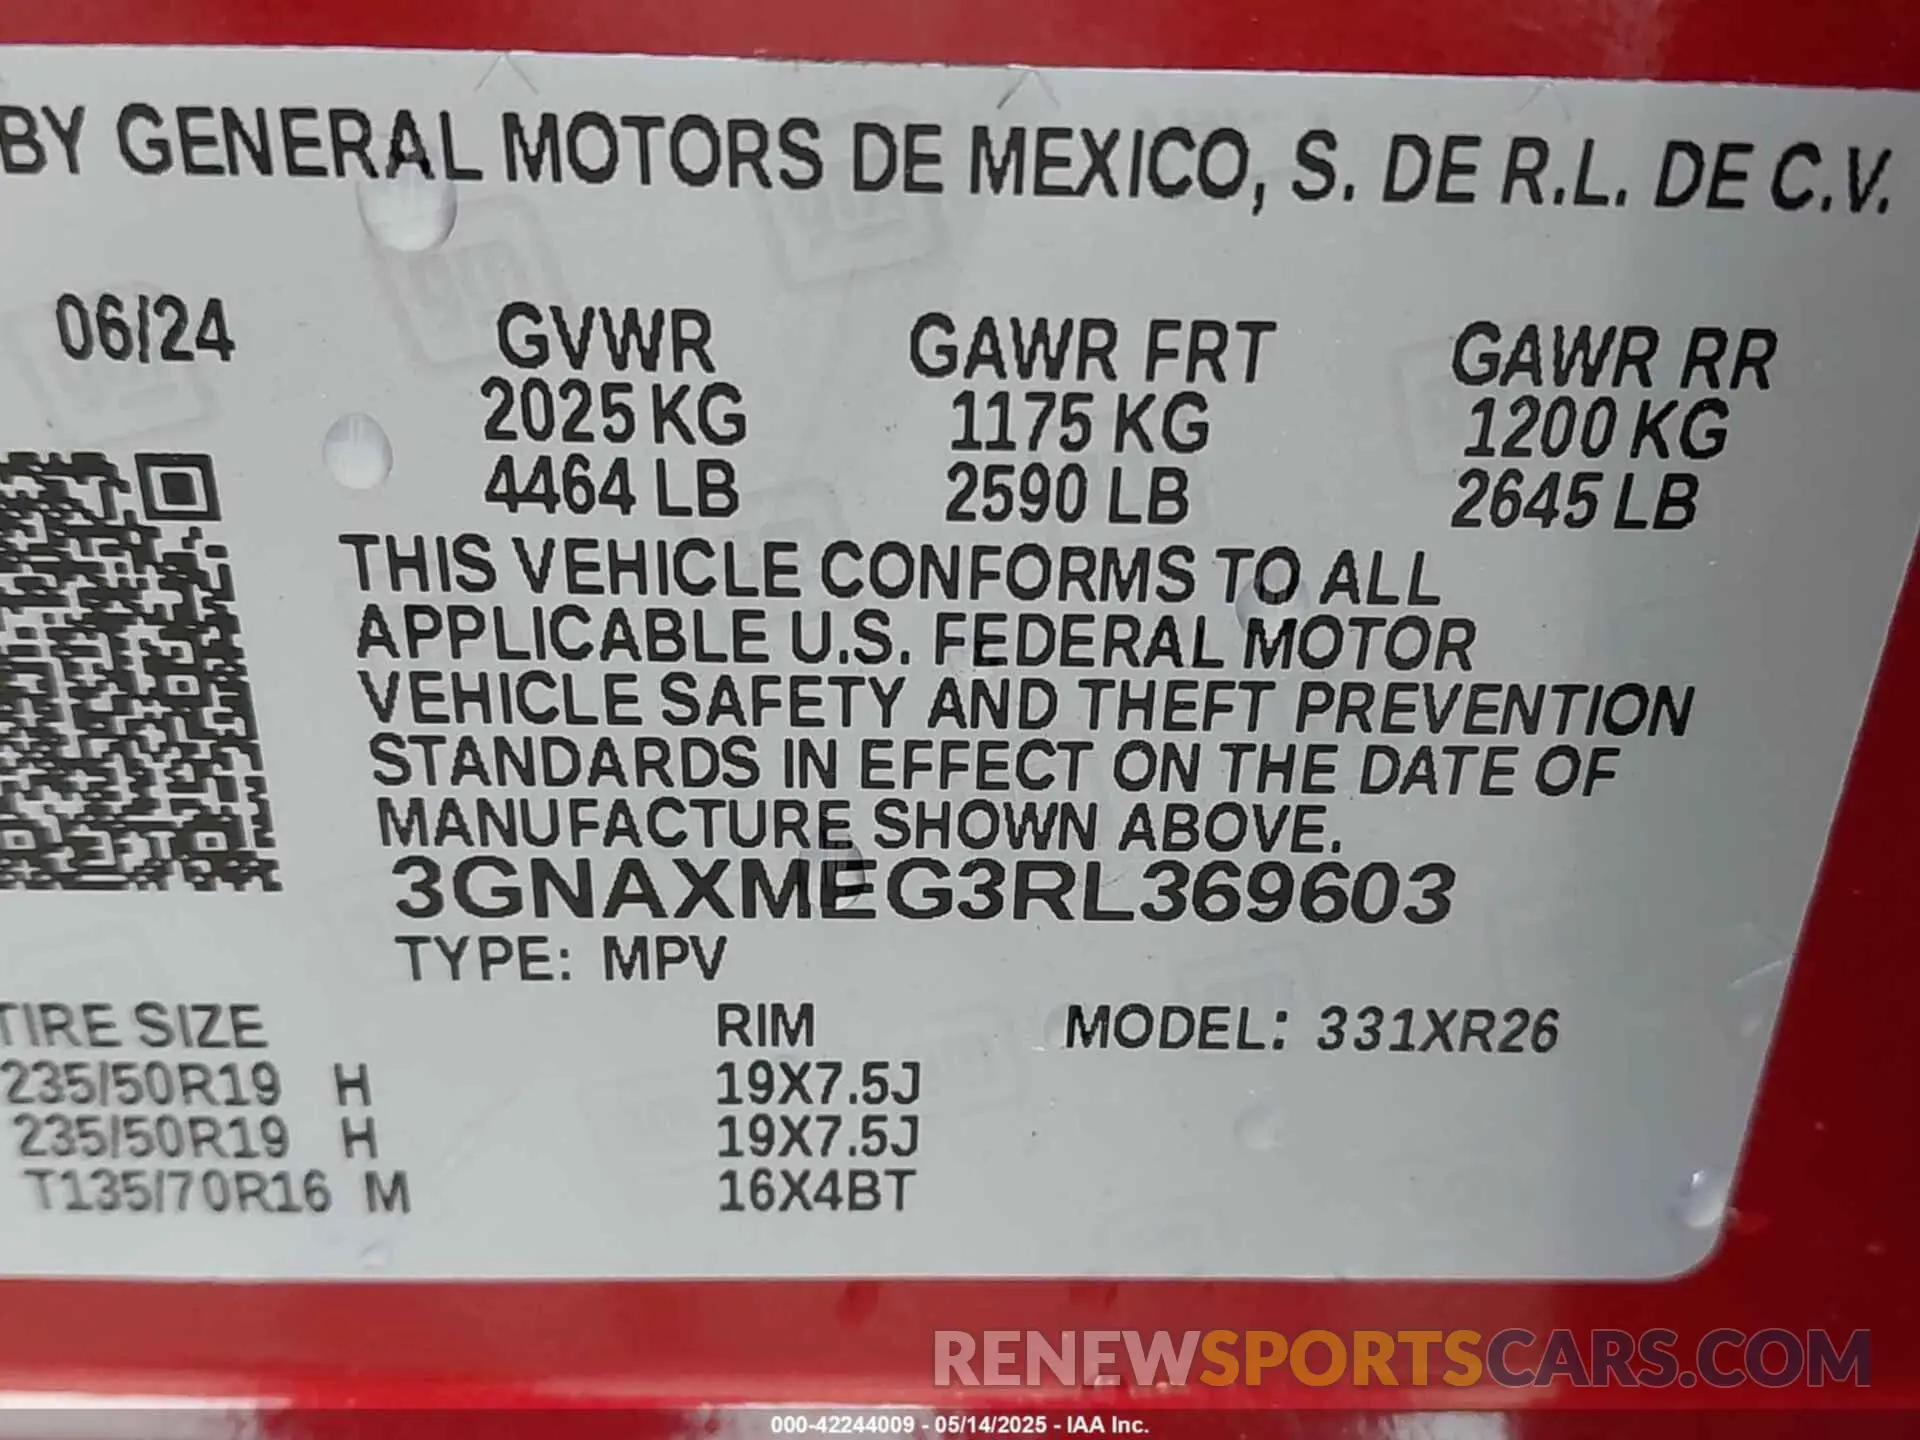 BY GENERAL MOTORS DE MEXICO, S. DE R.L. DE C.V.
06/24 GVWR GAWR FRT GAWR RR
2025 KG 1175 KG 1200 KG
4464 LB 2590 LB 2645 LB
THIS VEHICLE CONFORMS TO ALL
APPLICABLE U.S. FEDERAL MOTOR
VEHICLE SAFETY AND THEFT PREVENTION
STANDARDS IN EFFECT ON THE DATE OF
MANUFACTURE SHOWN ABOVE.
3GNAXMEG3RL369603
TYPE: MPV
TIRE SIZE RIM MODEL: 331XR26
235/50R19 H 19X7.5J
235/50R19 H 19X7.5J
T135/70R16 M 16X4BT
RENEWSPORTSCARS.COM
000-42244009 - 05/14/2025 - IAA Inc.